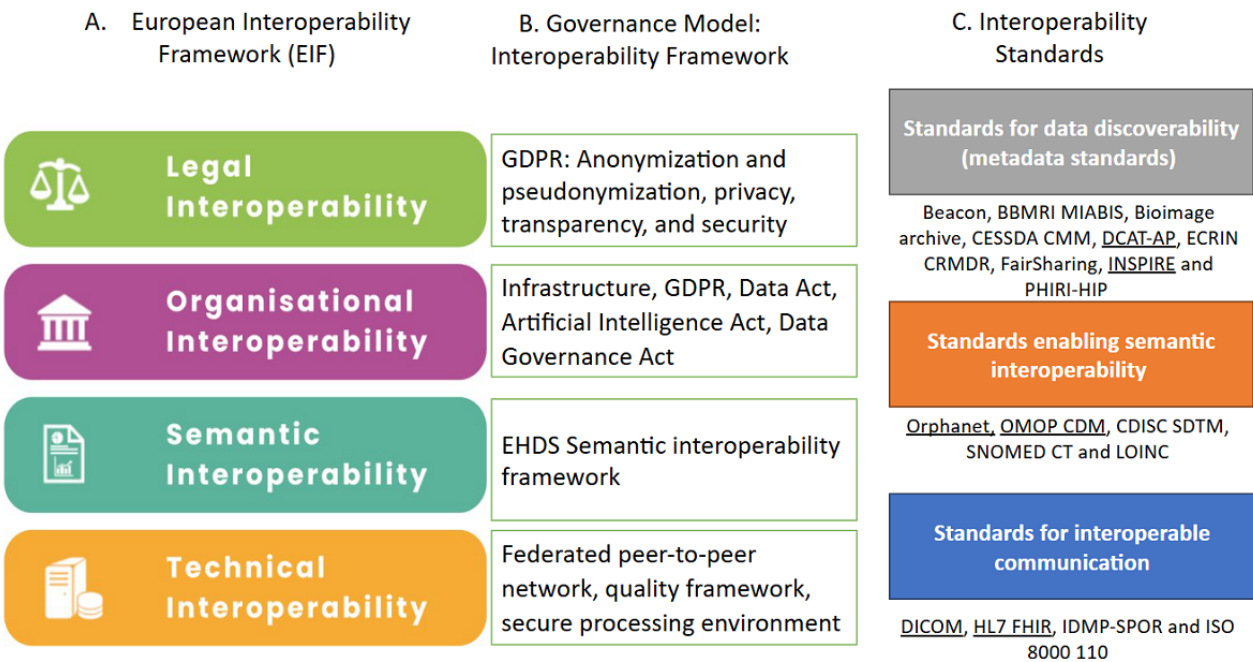 A. European Interoperability
Framework (EIF)
B. Governance Model:
Interoperability Framework
C. Interoperability
Standards
Legal
Interoperability
GDPR: Anonymization and
pseudonymization, privacy,
transparency, and security
Organisational
Interoperability
Infrastructure, GDPR, Data Act,
Artificial Intelligence Act, Data
Governance Act
Semantic
Interoperability
EHDS Semantic interoperability
framework
Technical
Interoperability
Federated peer-to-peer
network, quality framework,
secure processing environment
Standards for data discoverability
(metadata standards)
Beacon, BBMRI MIABIS, Bioimage
archive, CESSDA CMM, DCAT-AP, ECRIN
CRMDR, FairSharing, INSPIRE and
PHIRI-HIP
Standards enabling semantic
interoperability
Orphanet, OMOP CDM, CDISC SDTM,
SNOMED CT and LOINC
Standards for interoperable
communication
DICOM, HL7 FHIR, IDMP-SPOR and ISO
8000 110